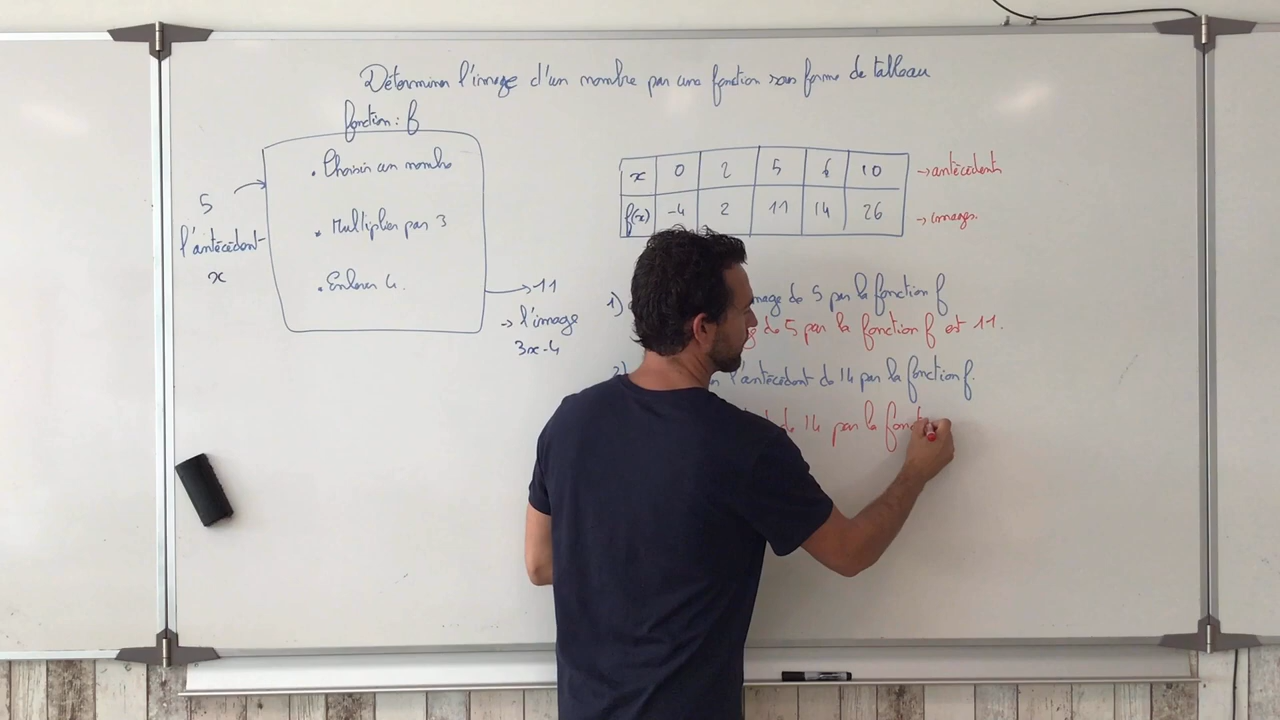 Déterminer l'image d'un nombre par une fonction sous forme de tableau
fonction : f
. Choisir un nombre
. Multiplier par 3
. Enlever 4.
5
l'antécédent
x
→ 11
→ l'image
3x-4
x 0 2 5 6 10 → antécédents
f(x) -4 2 11 14 26 → images.
1) mage de 5 par la fonction f
de 5 par la fonction f est 11.
2) l'antécédent de 14 par la fonction f.
de 14 par la fonct